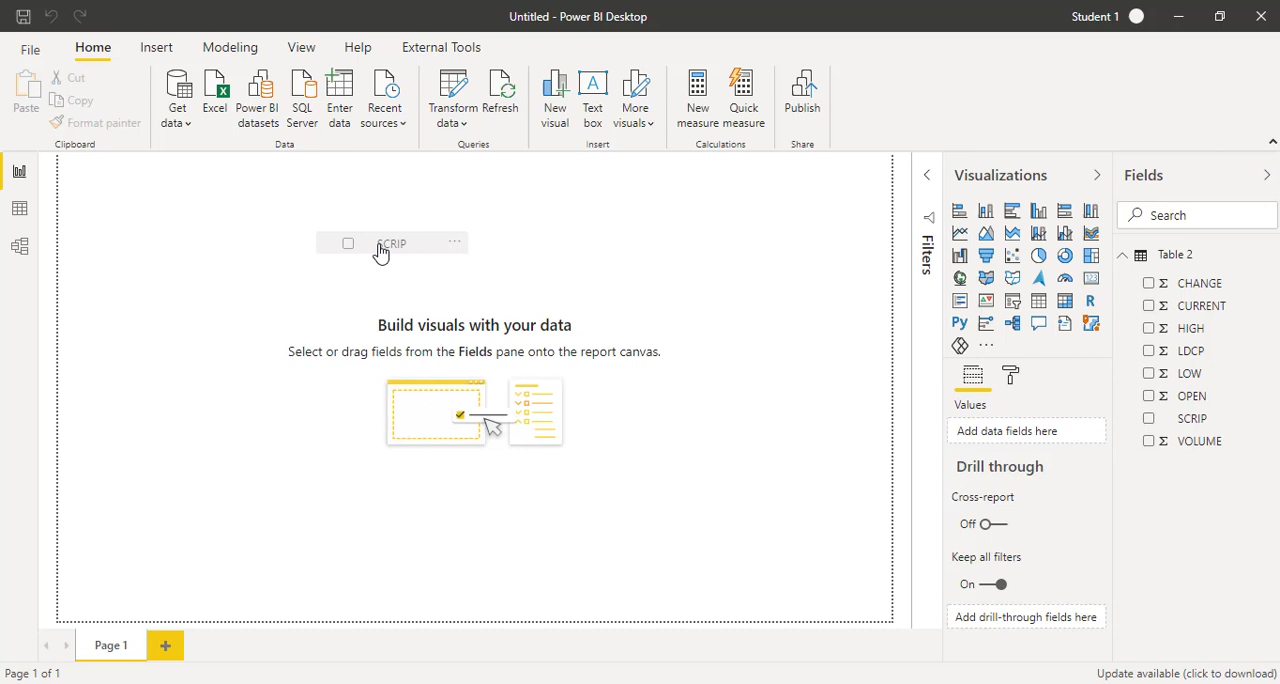 Untitled - Power BI Desktop
Student 1
File
Home
Insert
Modeling
View
Help
External Tools
Paste
Cut
Copy
Format painter
Clipboard
Get data
Excel
Power BI datasets
SQL Server
Enter data
Recent sources
Data
Transform data
Refresh
Queries
New visual
Text box
More visuals
Insert
New measure
Quick measure
Calculations
Publish
Share
SCRIP
Build visuals with your data
Select or drag fields from the Fields pane onto the report canvas.
Filters
Visualizations
R
Py
123
A
Values
Add data fields here
Drill through
Cross-report
Off
Keep all filters
On
Add drill-through fields here
Fields
Search
Table 2
Σ CHANGE
Σ CURRENT
Σ HIGH
Σ LDCP
Σ LOW
Σ OPEN
SCRIP
Σ VOLUME
Page 1
Page 1 of 1
Update available (click to download)